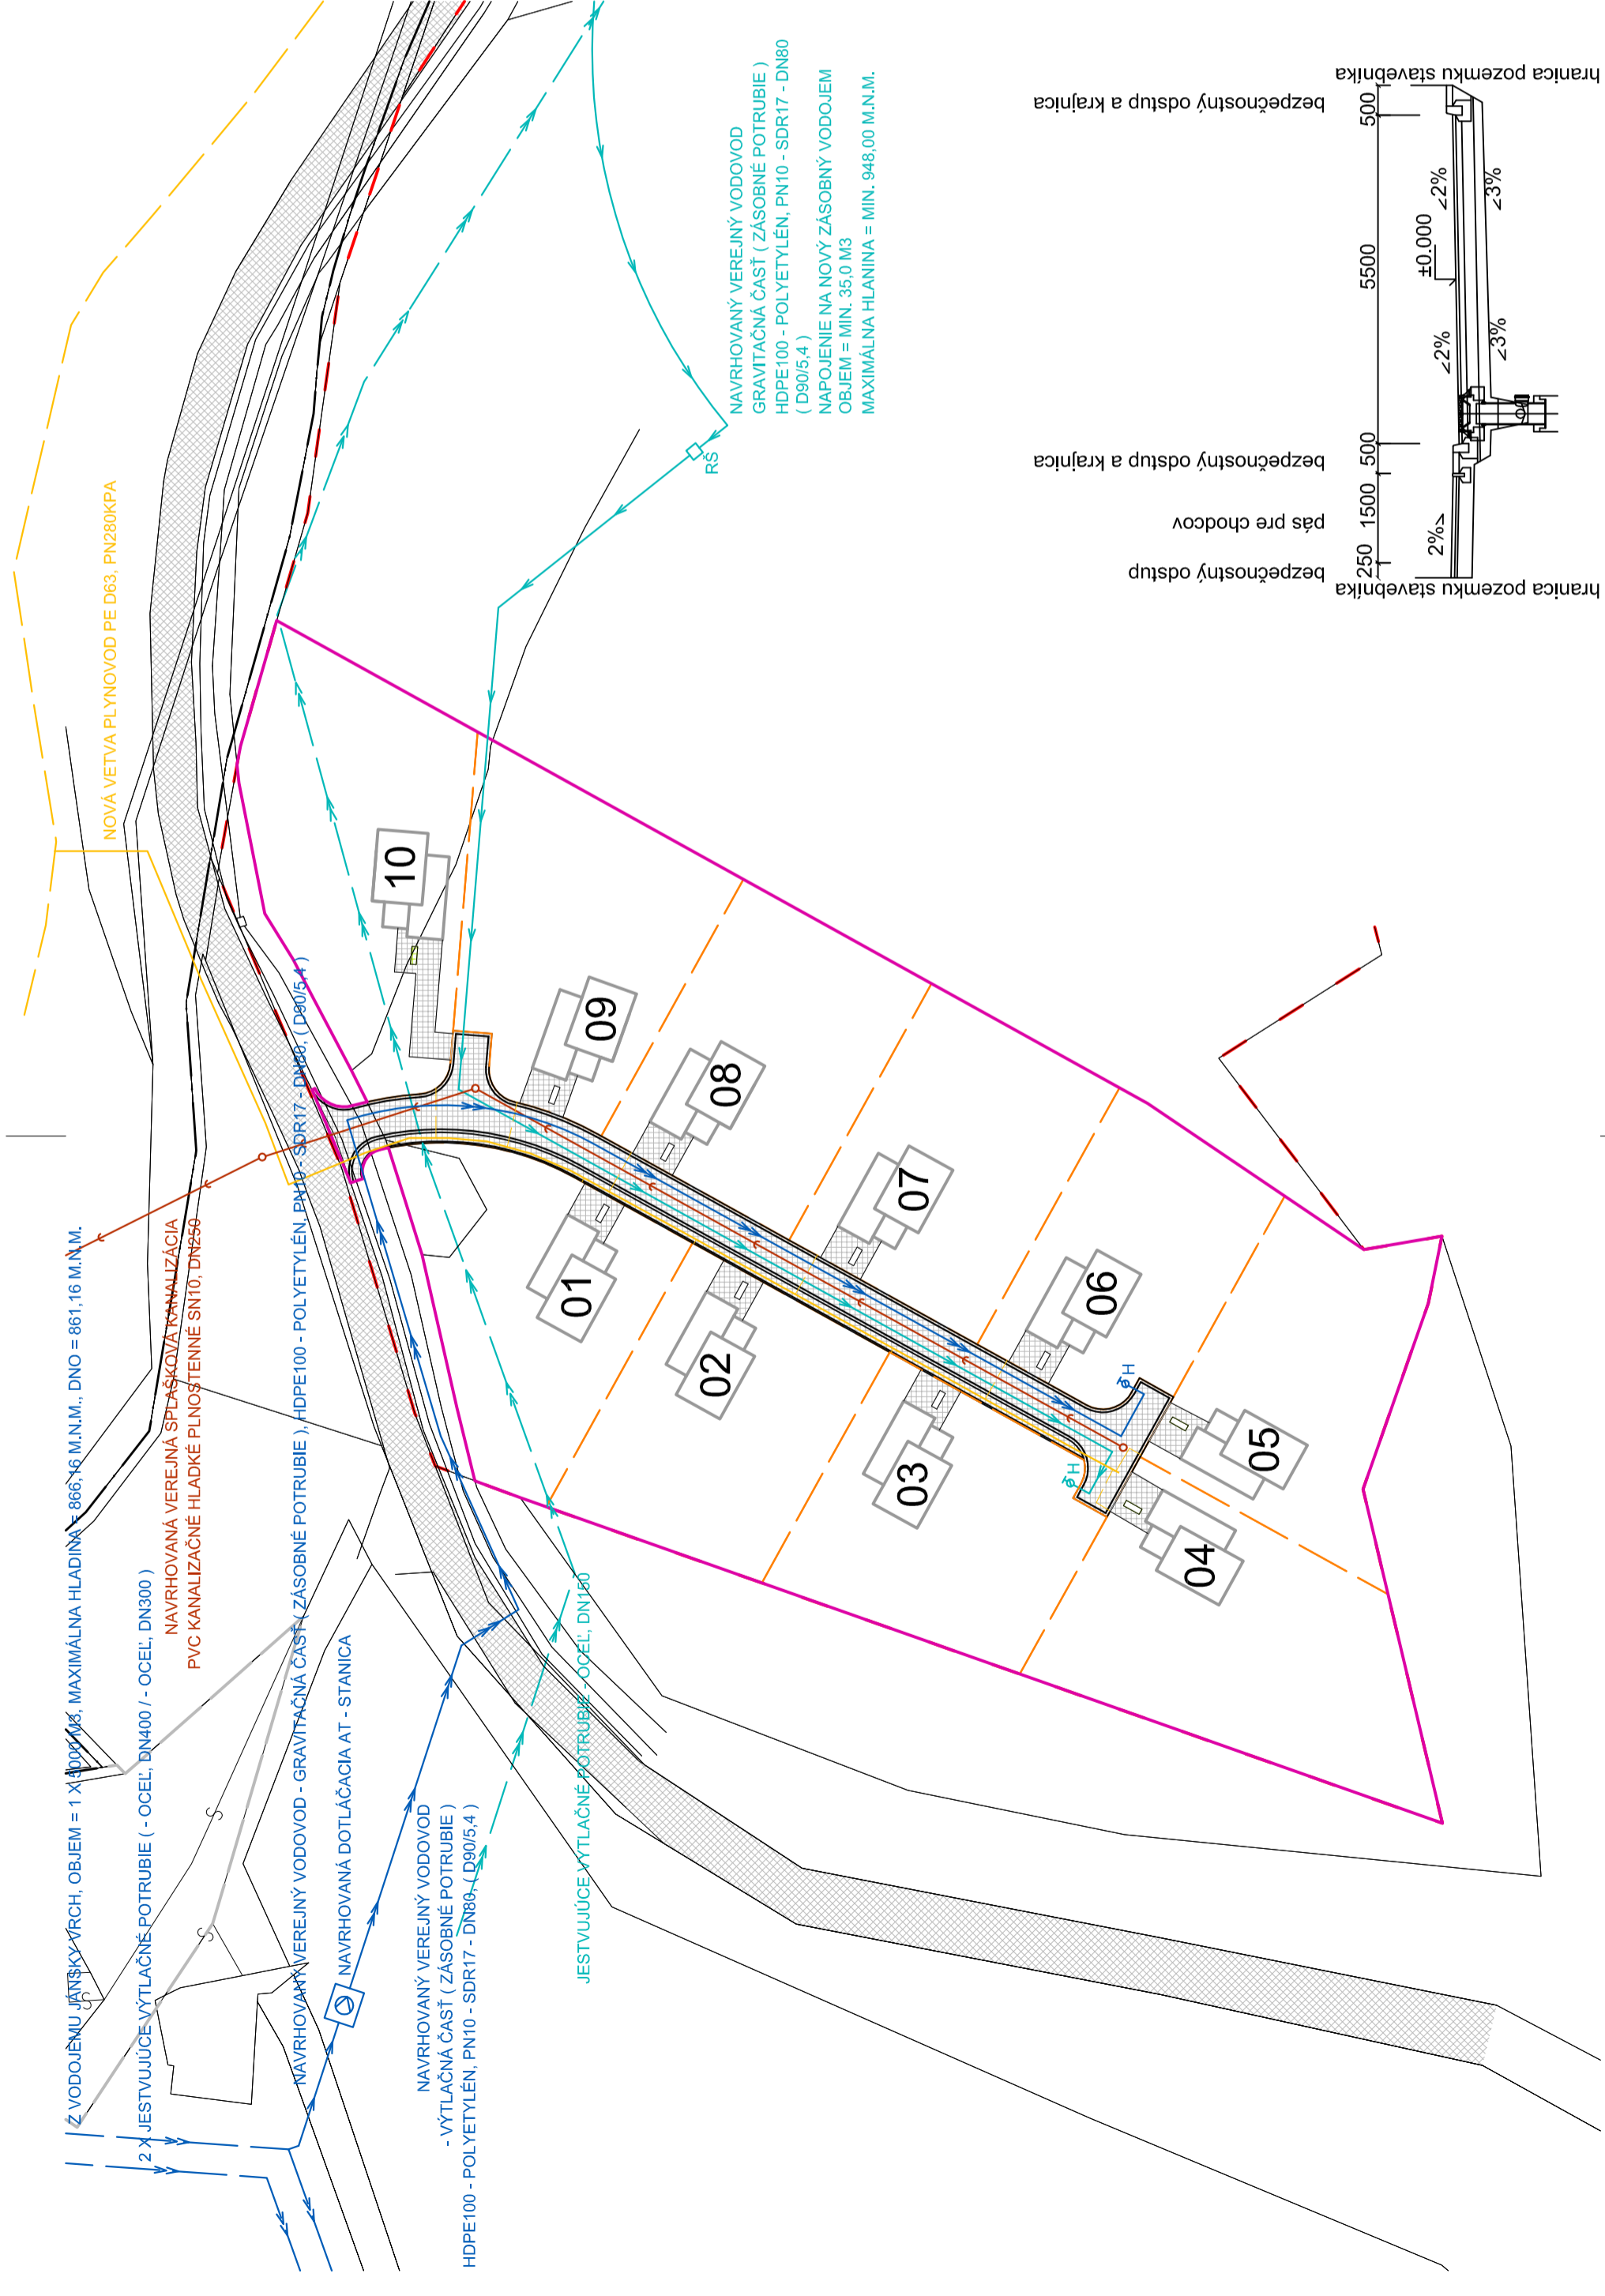 Z VODOJEMU JÁNSKY VRCH, OBJEM = 1 X 5000 M3, MAXIMÁLNA HLADINA = 866,16 M.N.M., DNO = 861,16 M.N.M.
2 X JESTVUJÚCE VÝTLAČNÉ POTRUBIE ( - OCEĽ, DN400 / - OCEĽ, DN300 )
NAVRHOVANÁ VEREJNÁ SPLAŠKOVÁ KANALIZÁCIA
PVC KANALIZAČNÉ HLADKÉ PLNOSTENNÉ SN10, DN250
NAVRHOVANÝ VEREJNÝ VODOVOD - GRAVITAČNÁ ČASŤ ( ZÁSOBNÉ POTRUBIE ), HDPE100 - POLYETYLÉN, PN10 - SDR17 - DN80, ( D90/5,4 )
NAVRHOVANÁ DOTLÁČACIA AT - STANICA
NAVRHOVANÝ VEREJNÝ VODOVOD
- VÝTLAČNÁ ČASŤ ( ZÁSOBNÉ POTRUBIE )
HDPE100 - POLYETYLÉN, PN10 - SDR17 - DN80, ( D90/5,4 )
JESTVUJÚCE VÝTLAČNÉ POTRUBIE - OCEĽ, DN150
NOVÁ VETVA PLYNOVOD PE D63, PN280KPA
NAVRHOVANÝ VEREJNÝ VODOVOD
GRAVITAČNÁ ČASŤ ( ZÁSOBNÉ POTRUBIE )
HDPE100 - POLYETYLÉN, PN10 - SDR17 - DN80
( D90/5,4 )
NAPOJENIE NA NOVÝ ZÁSOBNÝ VODOJEM
OBJEM = MIN. 35,0 M3
MAXIMÁLNA HLANINA = MIN. 948,00 M.N.M.
RŠ
S
S
S
10
09
08
07
06
05
04
03
02
01
H
H
hranica pozemku stavebníka
bezpečnostný odstup
pás pre chodcov
bezpečnostný odstup a krajnica
bezpečnostný odstup a krajnica
hranica pozemku stavebníka
250
1500
500
5500
500
±0.000
2%
2%
2%
3%
3%